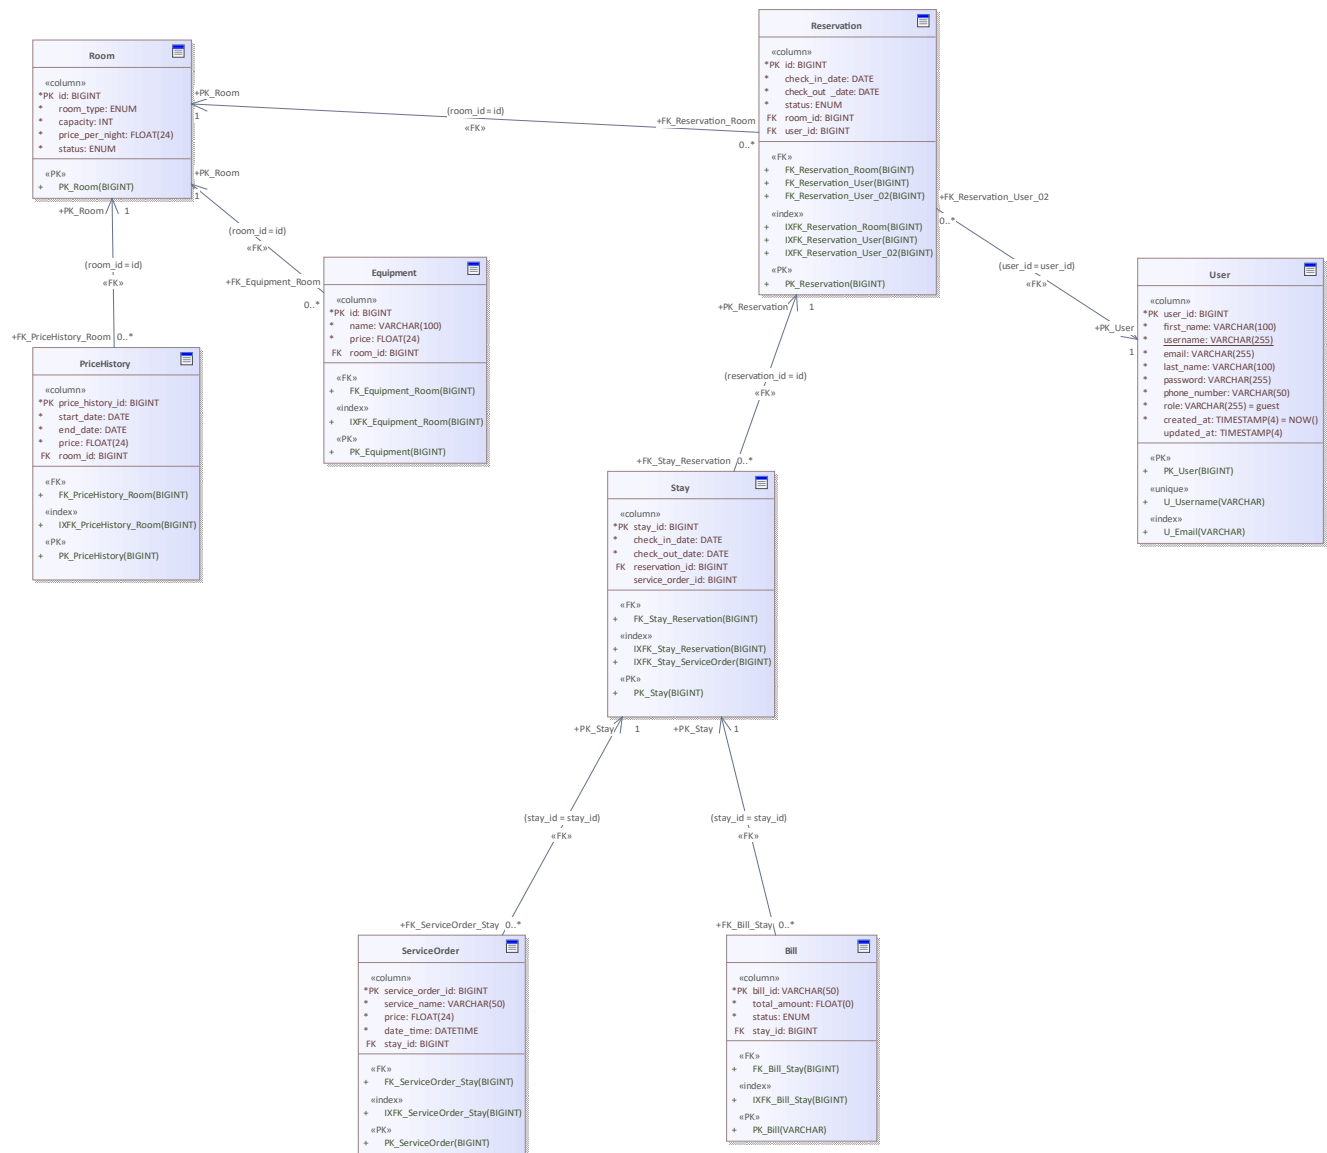 Reservation
«column»
*PK id: BIGINT
* check_in_date: DATE
* check_out _date: DATE
* status: ENUM
FK room_id: BIGINT
FK user_id: BIGINT
«FK»
+ FK_Reservation_Room(BIGINT)
+ FK_Reservation_User(BIGINT)
+ FK_Reservation_User_02(BIGINT)
«index»
+ IXFK_Reservation_Room(BIGINT)
+ IXFK_Reservation_User(BIGINT)
+ IXFK_Reservation_User_02(BIGINT)
«PK»
+ PK_Reservation(BIGINT)
Room
«column»
*PK id: BIGINT
* room_type: ENUM
* capacity: INT
* price_per_night: FLOAT(24)
* status: ENUM
«PK»
+ PK_Room(BIGINT)
+PK_Room
1
(room_id = id)
«FK»
+FK_Reservation_Room
0..*
+PK_Room
1
(room_id = id)
«FK»
+FK_Equipment_Room
0..*
+PK_Room
1
(room_id = id)
«FK»
+FK_PriceHistory_Room
0..*
+FK_Reservation_User_02
0..*
(user_id = user_id)
«FK»
+PK_User
1
Equipment
«column»
*PK id: BIGINT
* name: VARCHAR(100)
* price: FLOAT(24)
FK room_id: BIGINT
«FK»
+ FK_Equipment_Room(BIGINT)
«index»
+ IXFK_Equipment_Room(BIGINT)
«PK»
+ PK_Equipment(BIGINT)
User
«column»
*PK user_id: BIGINT
* first_name: VARCHAR(100)
* username: VARCHAR(255)
* email: VARCHAR(255)
* last_name: VARCHAR(100)
* password: VARCHAR(255)
* phone_number: VARCHAR(50)
* role: VARCHAR(255) = guest
* created_at: TIMESTAMP(4) = NOW()
updated_at: TIMESTAMP(4)
«PK»
+ PK_User(BIGINT)
«unique»
+ U_Username(VARCHAR)
«index»
+ U_Email(VARCHAR)
PriceHistory
«column»
*PK price_history_id: BIGINT
* start_date: DATE
* end_date: DATE
* price: FLOAT(24)
FK room_id: BIGINT
«FK»
+ FK_PriceHistory_Room(BIGINT)
«index»
+ IXFK_PriceHistory_Room(BIGINT)
«PK»
+ PK_PriceHistory(BIGINT)
+PK_Reservation
1
(reservation_id = id)
«FK»
+FK_Stay_Reservation
0..*
Stay
«column»
*PK stay_id: BIGINT
* check_in_date: DATE
* check_out_date: DATE
FK reservation_id: BIGINT
service_order_id: BIGINT
«FK»
+ FK_Stay_Reservation(BIGINT)
«index»
+ IXFK_Stay_Reservation(BIGINT)
+ IXFK_Stay_ServiceOrder(BIGINT)
«PK»
+ PK_Stay(BIGINT)
+PK_Stay
1
(stay_id = stay_id)
«FK»
+FK_ServiceOrder_Stay
0..*
+PK_Stay
1
(stay_id = stay_id)
«FK»
+FK_Bill_Stay
0..*
ServiceOrder
«column»
*PK service_order_id: BIGINT
* service_name: VARCHAR(50)
* price: FLOAT(24)
* date_time: DATETIME
FK stay_id: BIGINT
«FK»
+ FK_ServiceOrder_Stay(BIGINT)
«index»
+ IXFK_ServiceOrder_Stay(BIGINT)
«PK»
+ PK_ServiceOrder(BIGINT)
Bill
«column»
*PK bill_id: VARCHAR(50)
* total_amount: FLOAT(0)
* status: ENUM
FK stay_id: BIGINT
«FK»
+ FK_Bill_Stay(BIGINT)
«index»
+ IXFK_Bill_Stay(BIGINT)
«PK»
+ PK_Bill(VARCHAR)